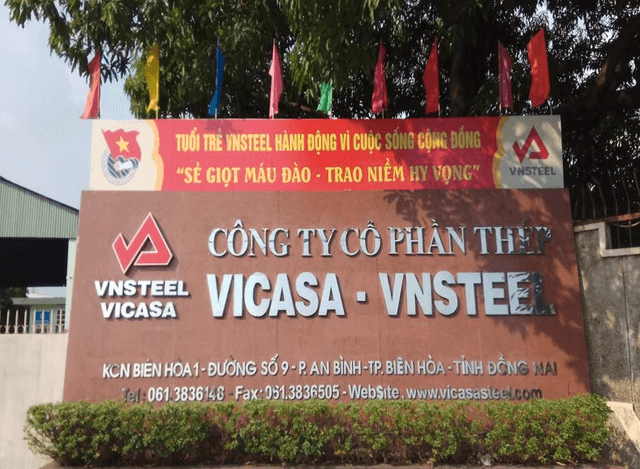 TUỔI TRẺ VNSTEEL HÀNH ĐỘNG VÌ CUỘC SỐNG CỘNG ĐỒNG
"SẺ GIỌT MÁU ĐÀO - TRAO NIỀM HY VỌNG"
VNSTEEL
CÔNG TY CỔ PHẦN THÉP
VICASA - VNSTEEL
VNSTEEL
VICASA
KCN BIÊN HÒA 1 - ĐƯỜNG SỐ 9 - P. AN BÌNH - TP. BIÊN HÒA - TỈNH ĐỒNG NAI
Tel : 061.3836148 - Fax : 061.3836505 - WebSite . www.vicasasteel.com